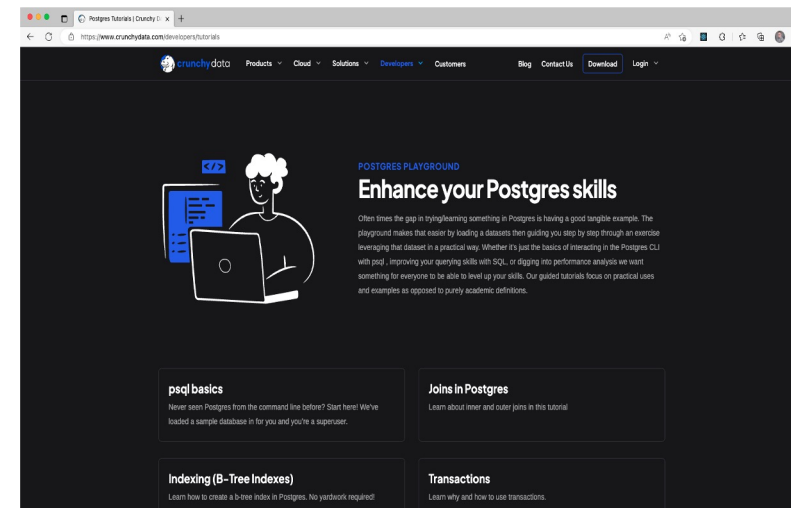 Postgres Tutorials | Crunchy D
https://www.crunchydata.com/developers/tutorials
crunchydata Products Cloud Solutions Developers Customers Blog Contact Us Download Login
</>
POSTGRES PLAYGROUND
Enhance your Postgres skills
Often times the gap in trying/learning something in Postgres is having a good tangible example. The
playground makes that easier by loading a datasets then guiding you step by step through an exercise
leveraging that dataset in a practical way. Whether it's just the basics of interacting in the Postgres CLI
with psql , improving your querying skills with SQL, or digging into performance analysis we want
something for everyone to be able to level up your skills. Our guided tutorials focus on practical uses
and examples as opposed to purely academic definitions.
psql basics
Never seen Postgres from the command line before? Start here! We've
loaded a sample database in for you and you're a superuser.
Joins in Postgres
Learn about inner and outer joins in this tutorial
Indexing (B-Tree Indexes)
Learn how to create a b-tree index in Postgres. No yardwork required!
Transactions
Learn why and how to use transactions.